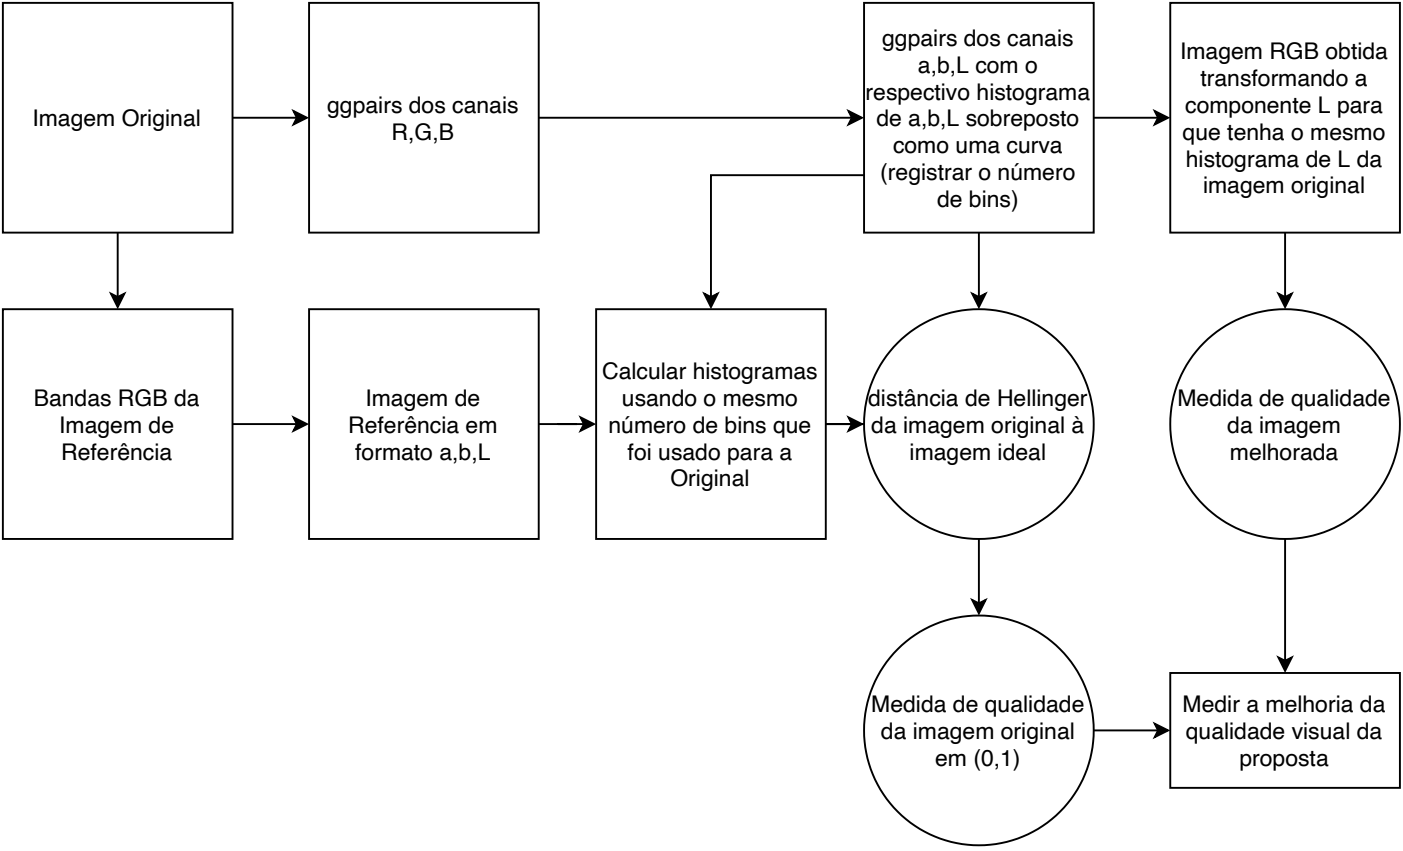 Imagem Original
ggpairs dos canais
R,G,B
ggpairs dos canais
a,b,L com o
respectivo histograma
de a,b,L sobreposto
como uma curva
(registrar o número
de bins)
Imagem RGB obtida
transformando a
componente L para
que tenha o mesmo
histograma de L da
imagem original
Bandas RGB da
Imagem de
Referência
Imagem de
Referência em
formato a,b,L
Calcular histogramas
usando o mesmo
número de bins que
foi usado para a
Original
distância de Hellinger
da imagem original à
imagem ideal
Medida de qualidade
da imagem
melhorada
Medida de qualidade
da imagem original
em (0,1)
Medir a melhoria da
qualidade visual da
proposta